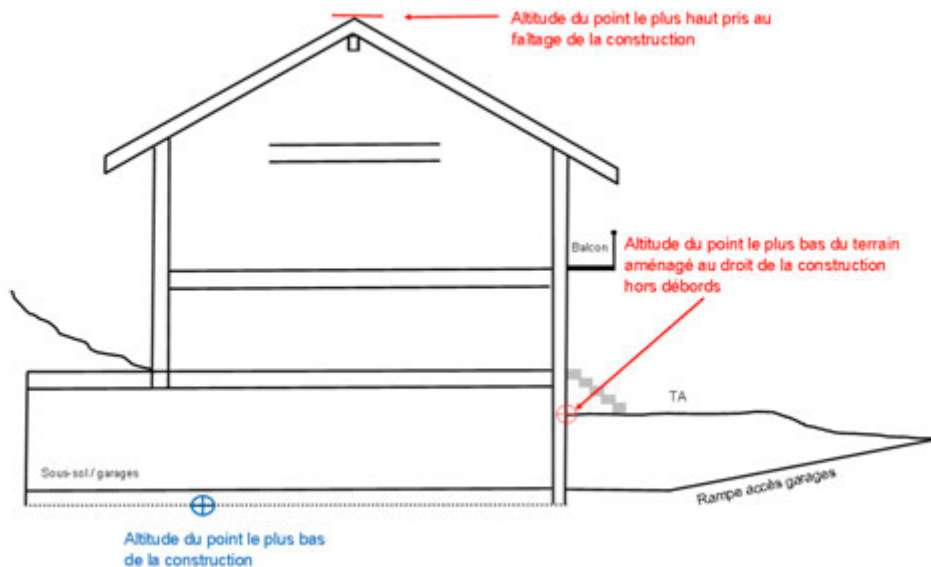 Altitude du point le plus haut pris au
faîtage de la construction
Balcon
Altitude du point le plus bas du terrain
aménagé au droit de la construction
hors débords
TA
Sous-sol / garages
Rampe accès garages
Altitude du point le plus bas
de la construction